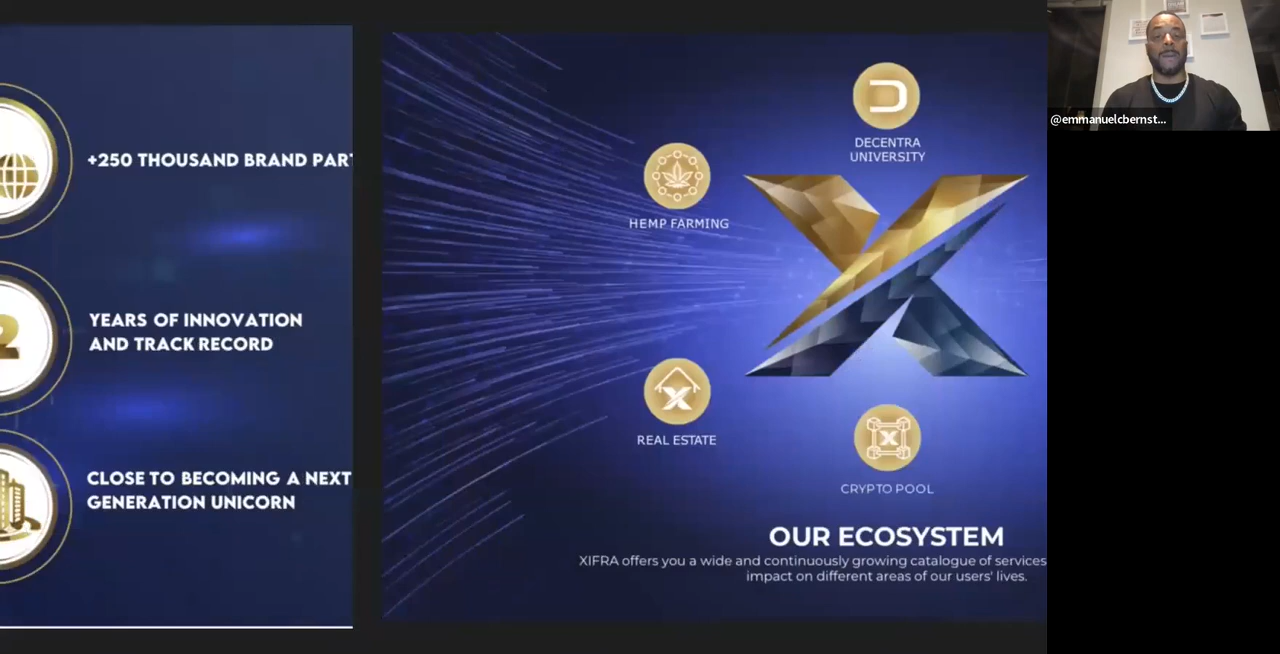 +250 THOUSAND BRAND PAR
YEARS OF INNOVATION
AND TRACK RECORD
CLOSE TO BECOMING A NEXT
GENERATION UNICORN
DECENTRA
UNIVERSITY
HEMP FARMING
REAL ESTATE
CRYPTO POOL
OUR ECOSYSTEM
XIFRA offers you a wide and continuously growing catalogue of services
impact on different areas of our users' lives.
@emmanuelcbernst...